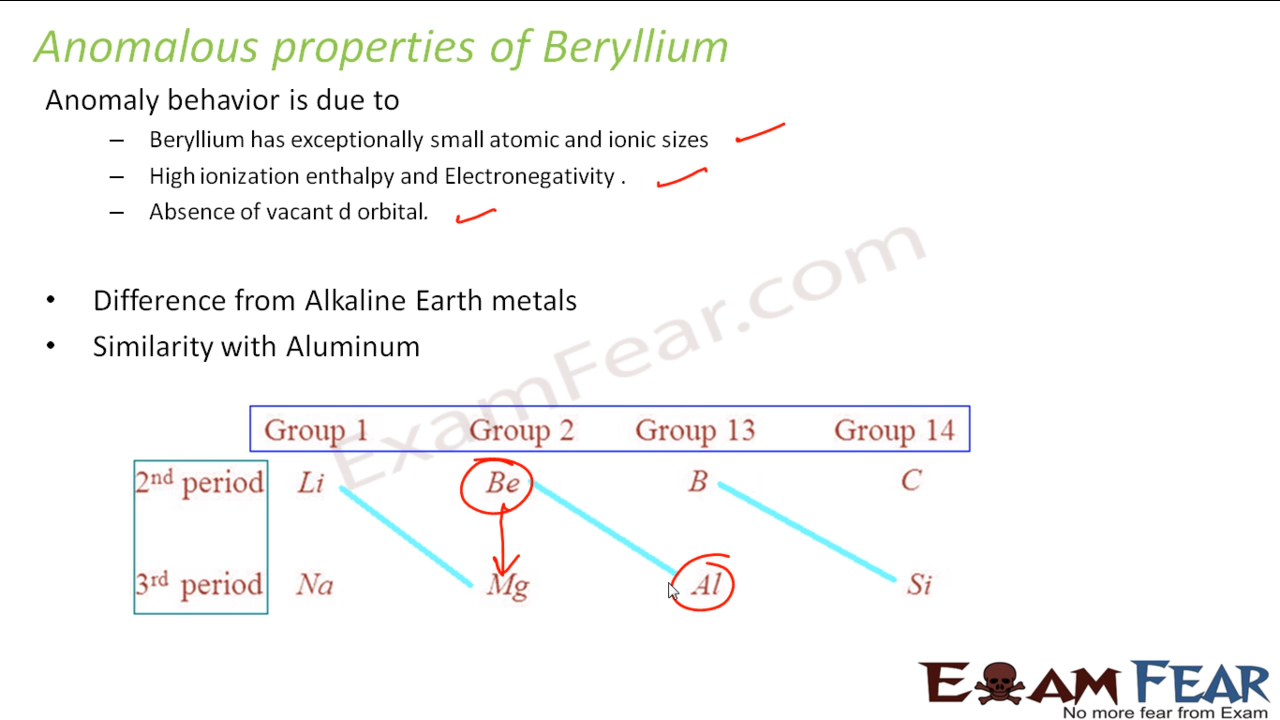 Anomalous properties of Beryllium
Anomaly behavior is due to
– Beryllium has exceptionally small atomic and ionic sizes
– High ionization enthalpy and Electronegativity .
– Absence of vacant d orbital.
• Difference from Alkaline Earth metals
• Similarity with Aluminum
ExamFear.com
Group 1 Group 2 Group 13 Group 14
2nd period Li Be B C
3rd period Na Mg Al Si
EXAM FEAR
No more fear from Exam